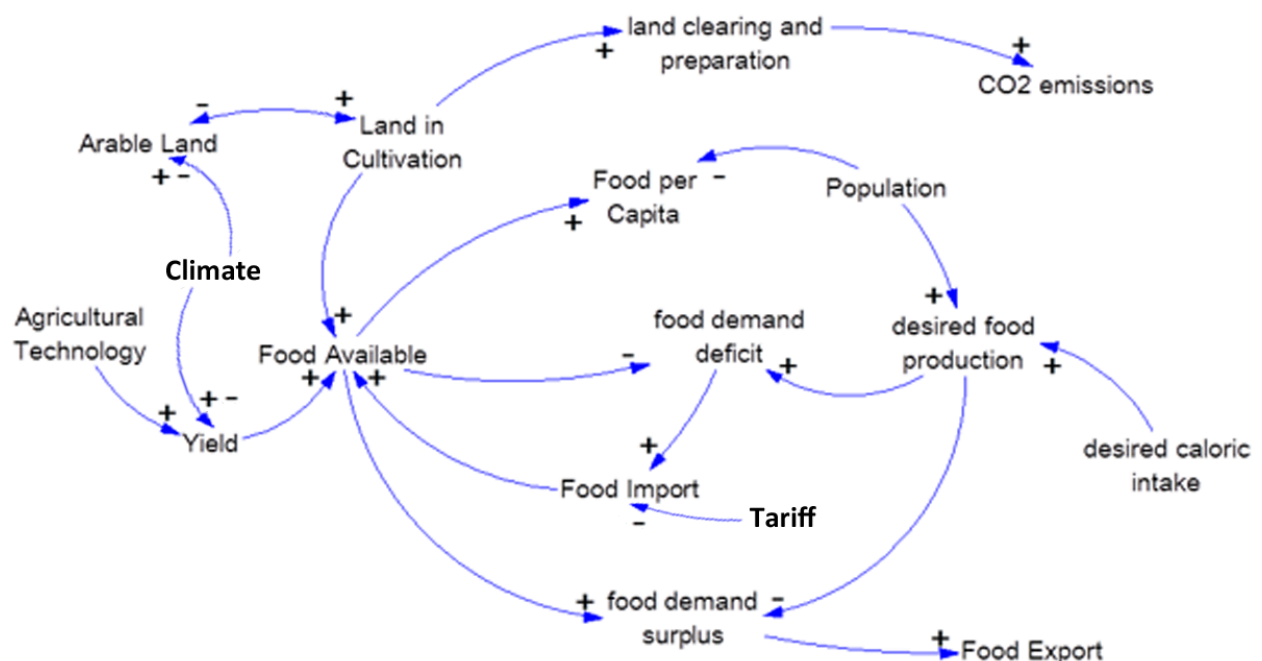 land clearing and
preparation
+
+
CO2 emissions
-
+
Arable Land
Land in
Cultivation
+ -
Food per
Capita
-
+
Population
Climate
Agricultural
Technology
+
Food Available
+
+
food demand
deficit
-
+
+
desired food
production
+
+
+ -
Yield
desired caloric
intake
+
Food Import
-
Tariff
+
food demand
surplus
-
+
Food Export